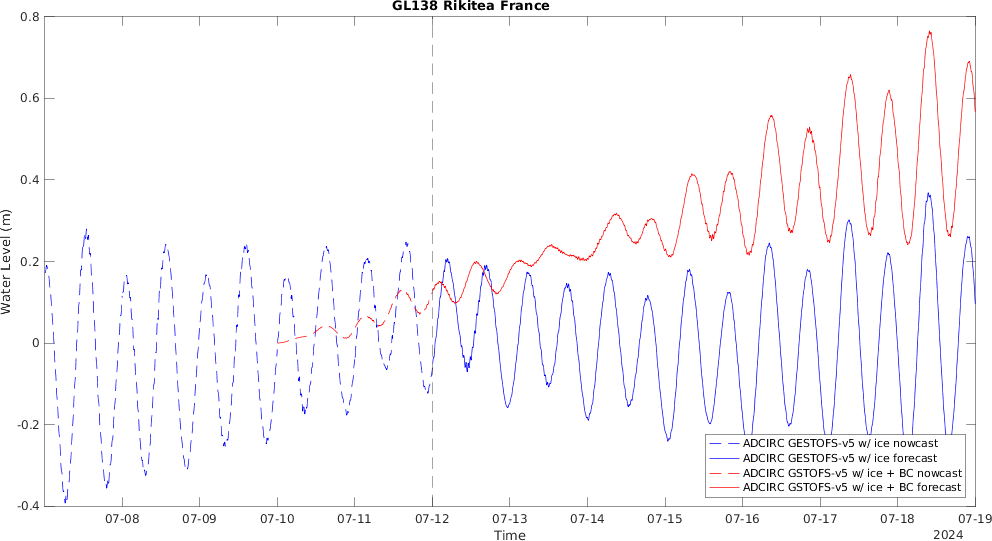 GL138 Rikitea France
0.8
0.6
0.4
0.2
0
-0.2
-0.4
Water Level (m)
07-08 07-09 07-10 07-11 07-12 07-13 07-14 07-15 07-16 07-17 07-18 07-19
Time
2024
ADCIRC GESTOFS-v5 w/ ice nowcast
ADCIRC GESTOFS-v5 w/ ice forecast
ADCIRC GSTOFS-v5 w/ ice + BC nowcast
ADCIRC GSTOFS-v5 w/ ice + BC forecast